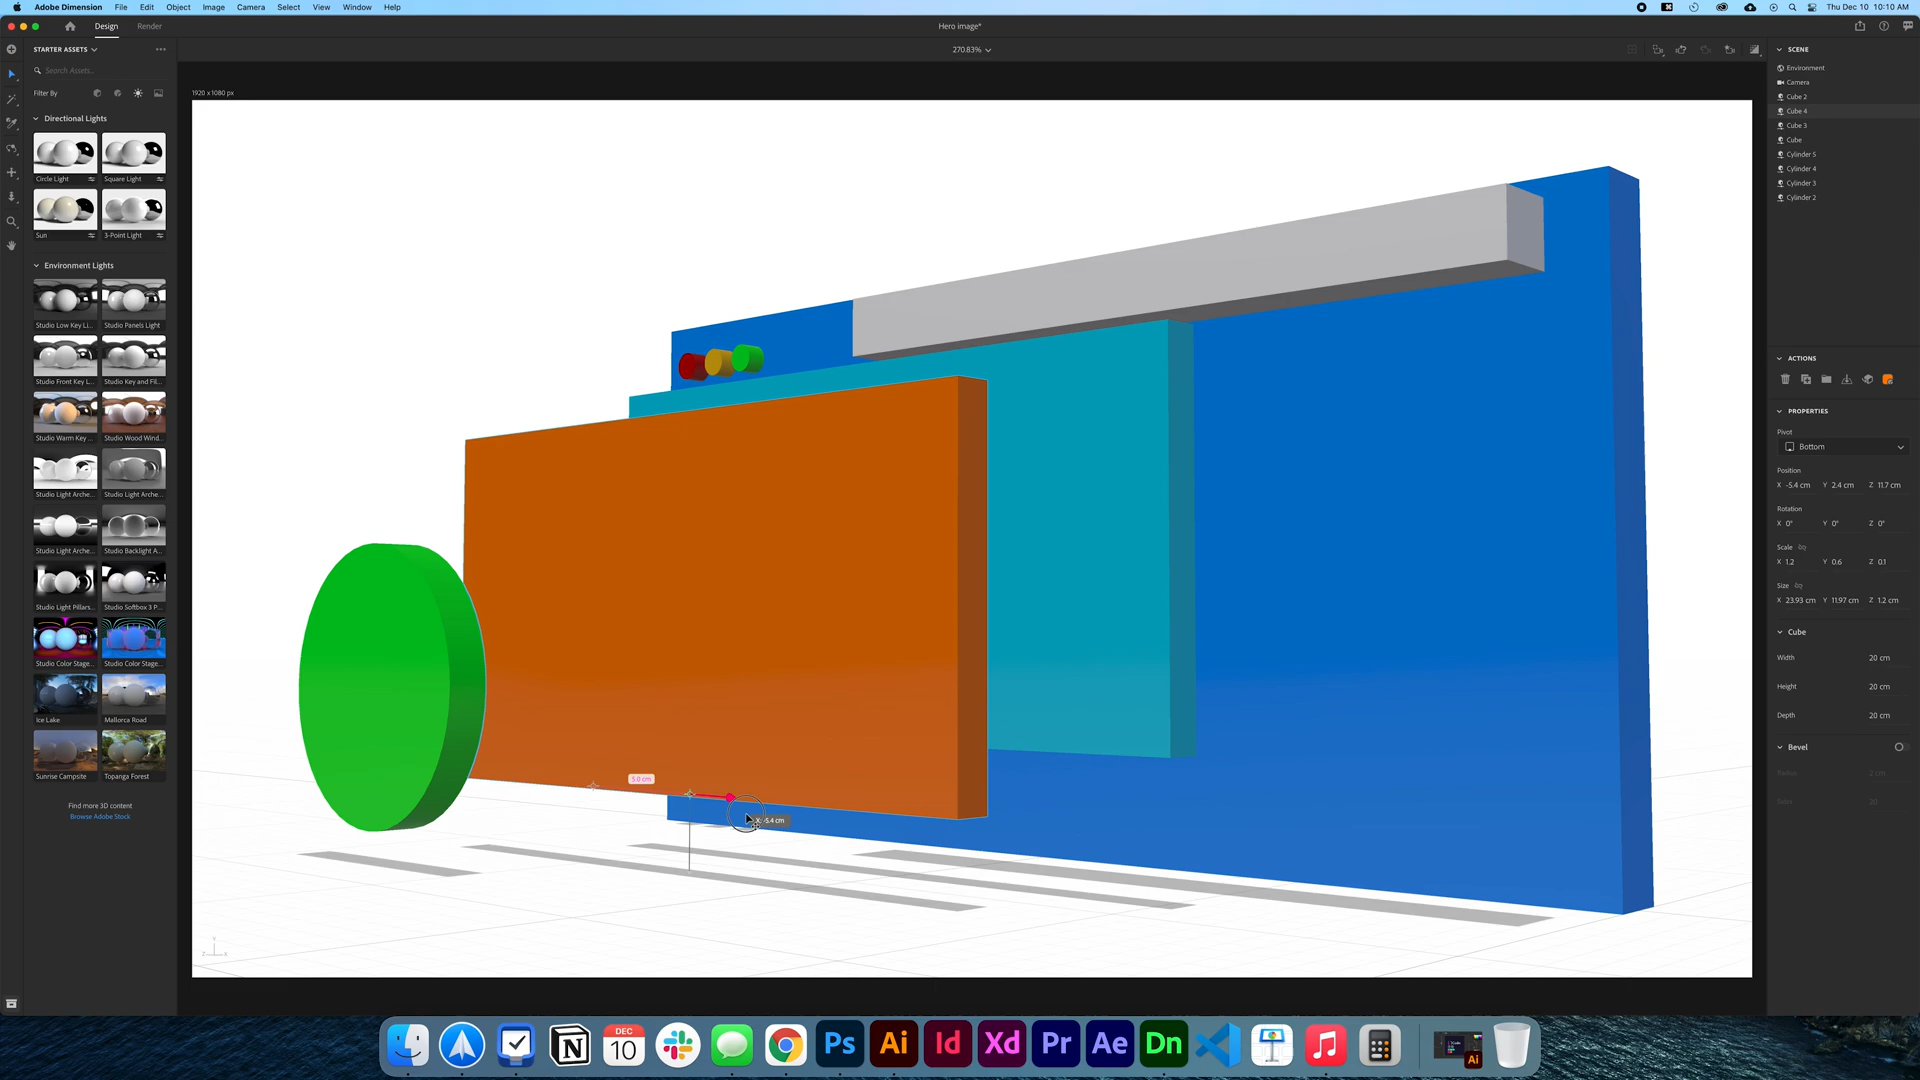 Adobe Dimension File Edit Object Image Camera Select View Window Help
Thu Dec 10 10:10 AM
Design Render
Hero image*
STARTER ASSETS
270.83%
SCENE
Search Assets...
Filter By
1920 x 1080 px
Directional Lights
Circle Light
Square Light
Sun
3-Point Light
Environment Lights
Studio Low Key Li...
Studio Panels Light
Studio Front Key L...
Studio Key and Fil...
Studio Warm Key ...
Studio Wood Wind...
Studio Light Arche...
Studio Light Arche...
Studio Light Arche...
Studio Backlight A...
Studio Light Pillars...
Studio Softbox 3 P...
Studio Color Stage...
Studio Color Stage...
Ice Lake
Mallorca Road
Sunrise Campsite
Topanga Forest
Find more 3D content
Browse Adobe Stock
5.0 cm
X: -5.4 cm
Y
Z X
Environment
Camera
Cube 2
Cube 4
Cube 3
Cube
Cylinder 5
Cylinder 4
Cylinder 3
Cylinder 2
ACTIONS
PROPERTIES
Pivot
Bottom
Position
X -5.4 cm Y 2.4 cm Z 11.7 cm
Rotation
X 0° Y 0° Z 0°
Scale
X 1.2 Y 0.6 Z 0.1
Size
X 23.93 cm Y 11.97 cm Z 1.2 cm
Cube
Width 20 cm
Height 20 cm
Depth 20 cm
Bevel
Radius 2 cm
Sides 20
DEC
10
Ps
Ai
Id
Xd
Pr
Ae
Dn
Ai